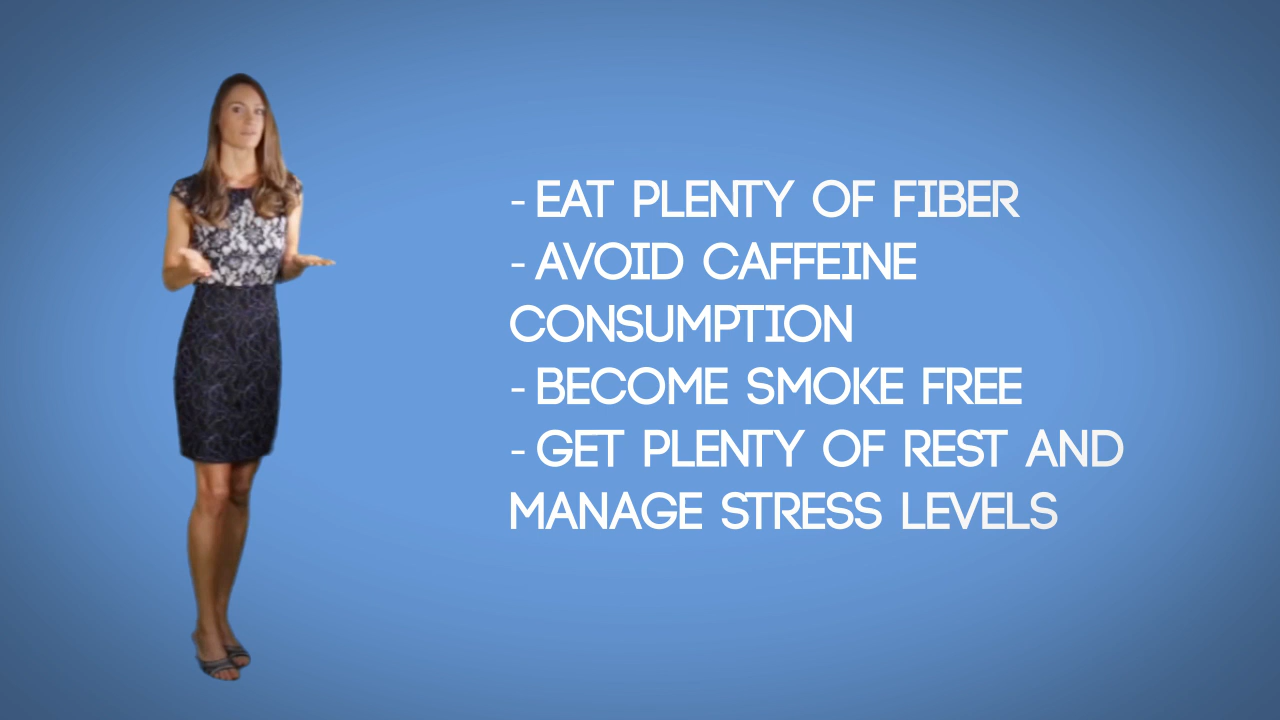 - EAT PLENTY OF FIBER
- AVOID CAFFEINE
CONSUMPTION
- BECOME SMOKE FREE
- GET PLENTY OF REST AND
MANAGE STRESS LEVELS